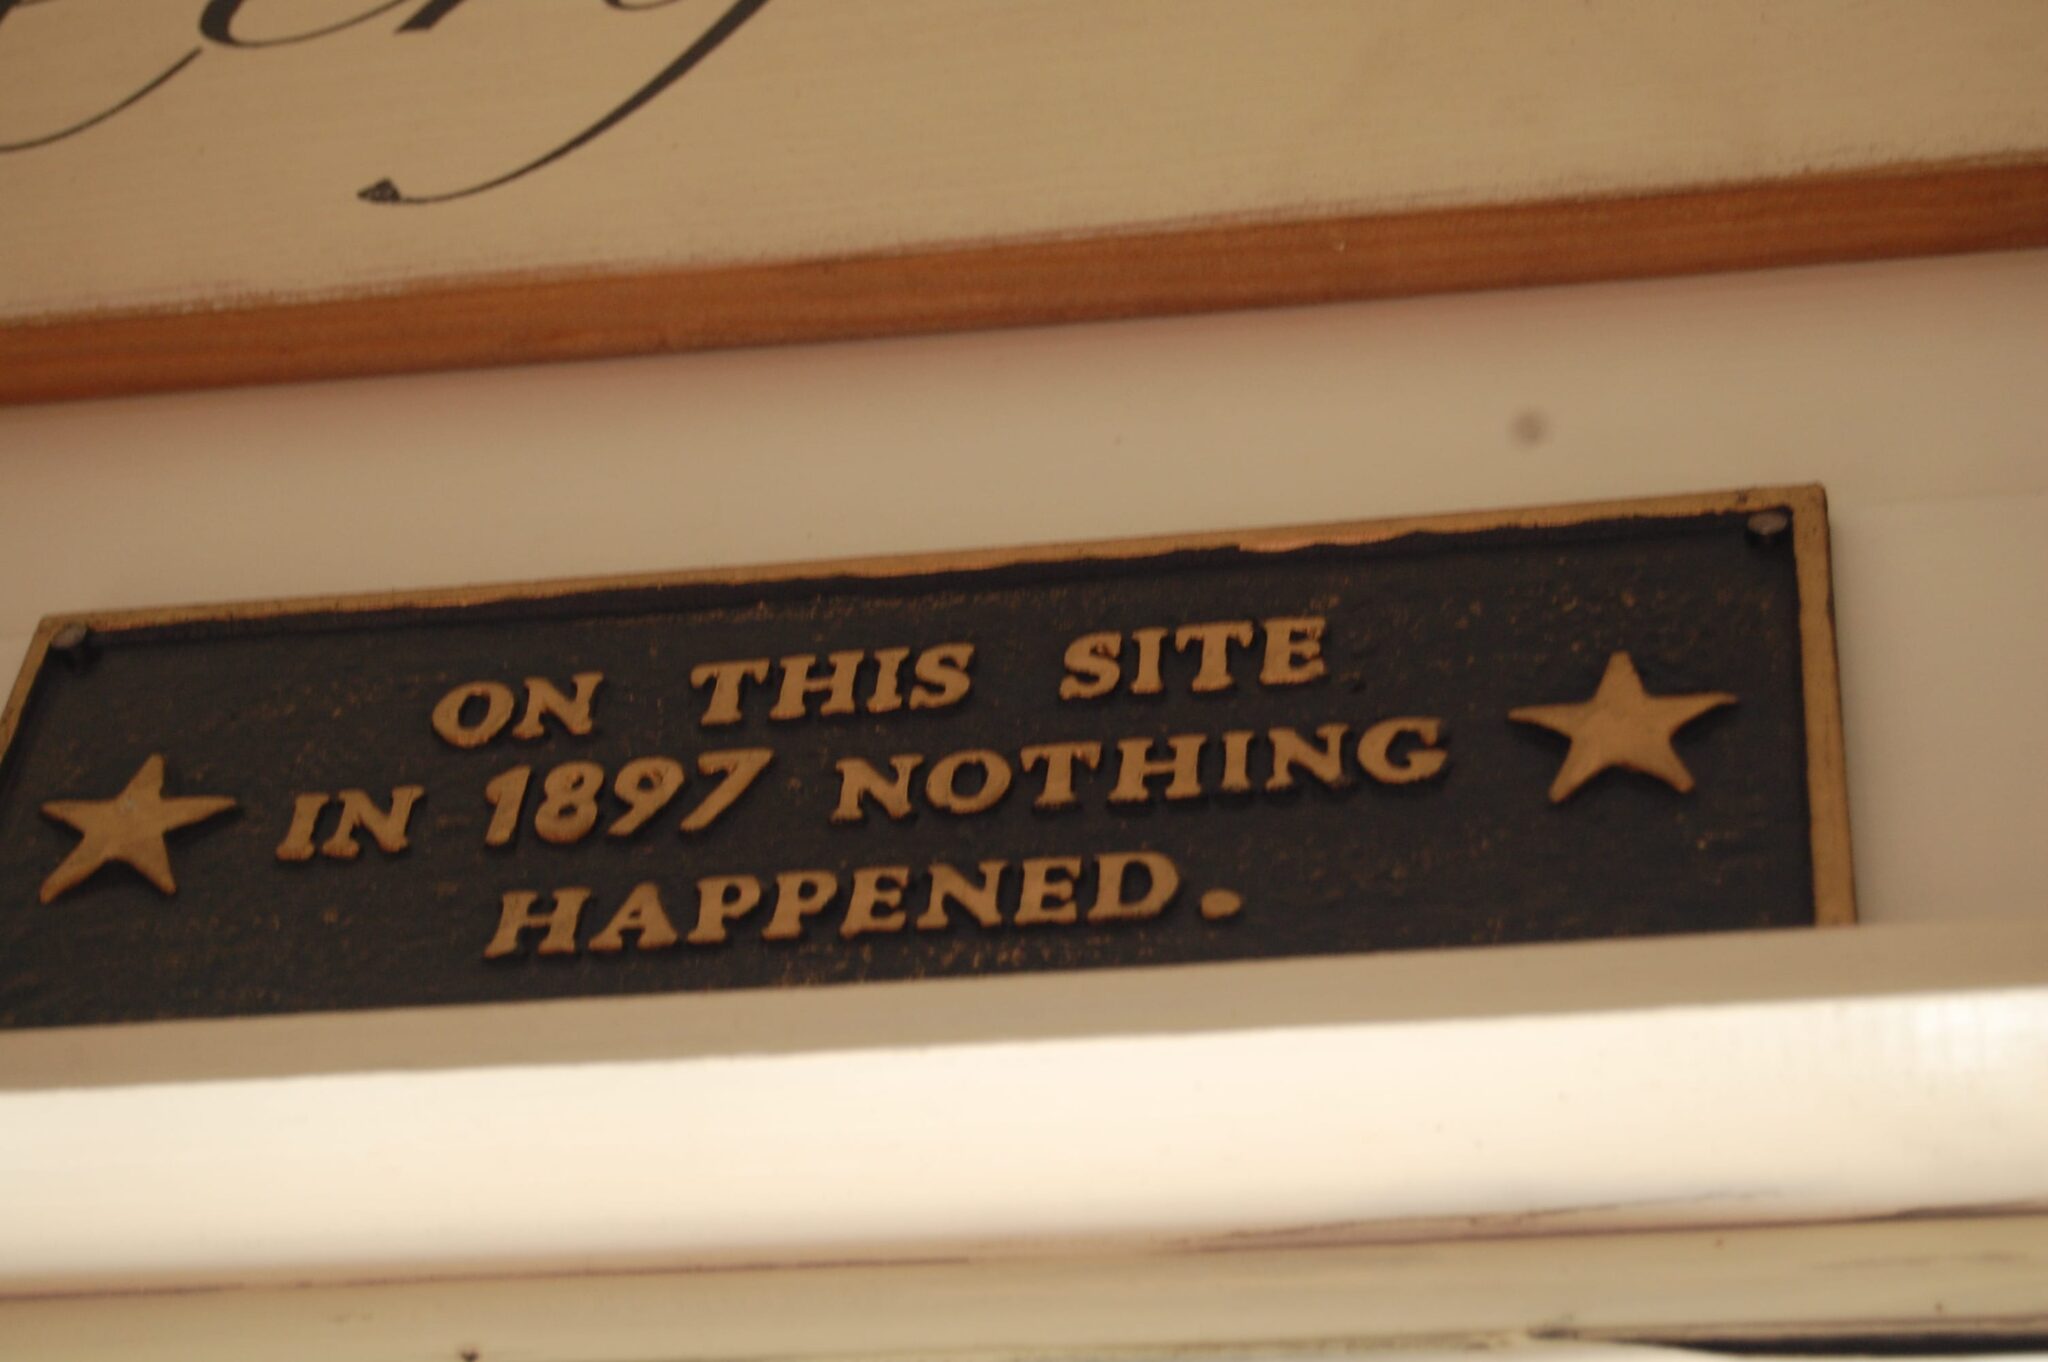 ON THIS SITE
IN 1897 NOTHING
HAPPENED.